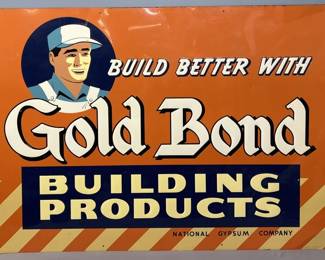 BUILD BETTER WITH
Gold Bond
BUILDING
PRODUCTS
NATIONAL GYPSUM COMPANY